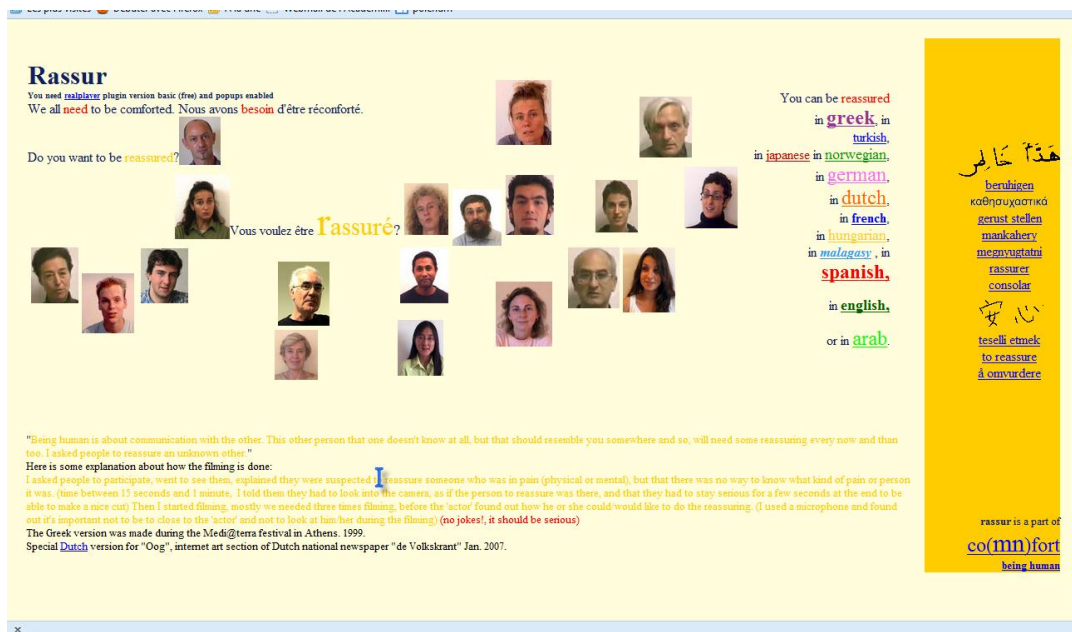 Rassur
You need realplayer plugin version basic (free) and popups enabled
We all need to be comforted. Nous avons besoin d'être réconforté.
Do you want to be reassured?
Vous voulez être rassuré?
You can be reassured
in greek, in
turkish,
in japanese in norwegian,
in german,
in dutch,
in french,
in hungarian,
in malagasy , in
spanish,
in english,
or in arab.
beruhigen
καθησυχαστικά
gerust stellen
mankahery
megnyugtatni
rassurer
consolar
安心
teselli etmek
to reassure
å omvurdere
"Being human is about communication with the other. This other person that one doesn't know at all, but that should resemble you somewhere and so, will need some reassuring every now and than
too. I asked people to reassure an unknown other."
Here is some explanation about how the filming is done:
I asked people to participate, went to see them, explained they were suspected to reassure someone who was in pain (physical or mental), but that there was no way to know what kind of pain or person
it was. (time between 15 seconds and 1 minute, I told them they had to look into the camera, as if the person to reassure was there, and that they had to stay serious for a few seconds at the end to be
able to make a nice cut) Then I started filming, mostly we needed three times filming, before the 'actor' found out how he or she could/would like to do the reassuring. (I used a microphone and found
out it's important not to be to close to the 'actor' and not to look at him/her during the filming) (no jokes!, it should be serious)
The Greek version was made during the Medi@terra festival in Athens. 1999.
Special Dutch version for "Oog", internet art section of Dutch national newspaper "de Volkskrant" Jan. 2007.
rassur is a part of
co(mn)fort
being human